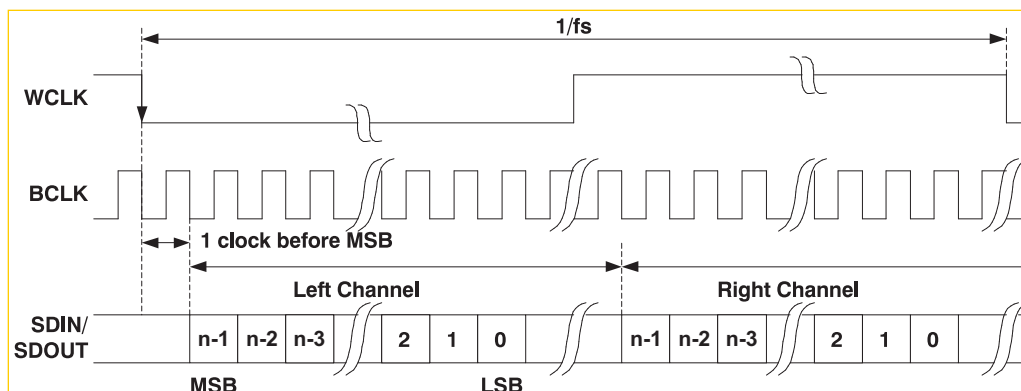 1/fs
WCLK
BCLK
1 clock before MSB
Left Channel Right Channel
SDIN/
SDOUT
n-1 n-2 n-3 2 1 0 n-1 n-2 n-3 2 1 0
MSB LSB